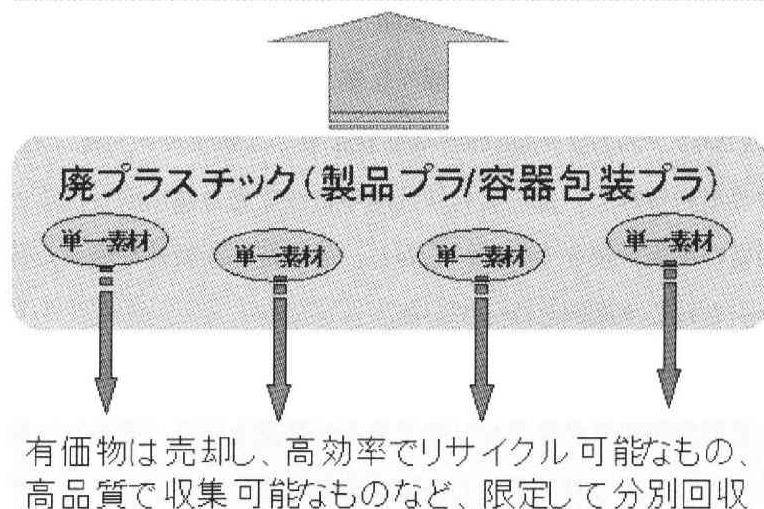 廃プラスチック(製品プラ/容器包装プラ)
単一素材
単一素材
単一素材
単一素材
有価物は売却し、高効率でリサイクル可能なもの、
高品質で収集可能なものなど、限定して分別回収